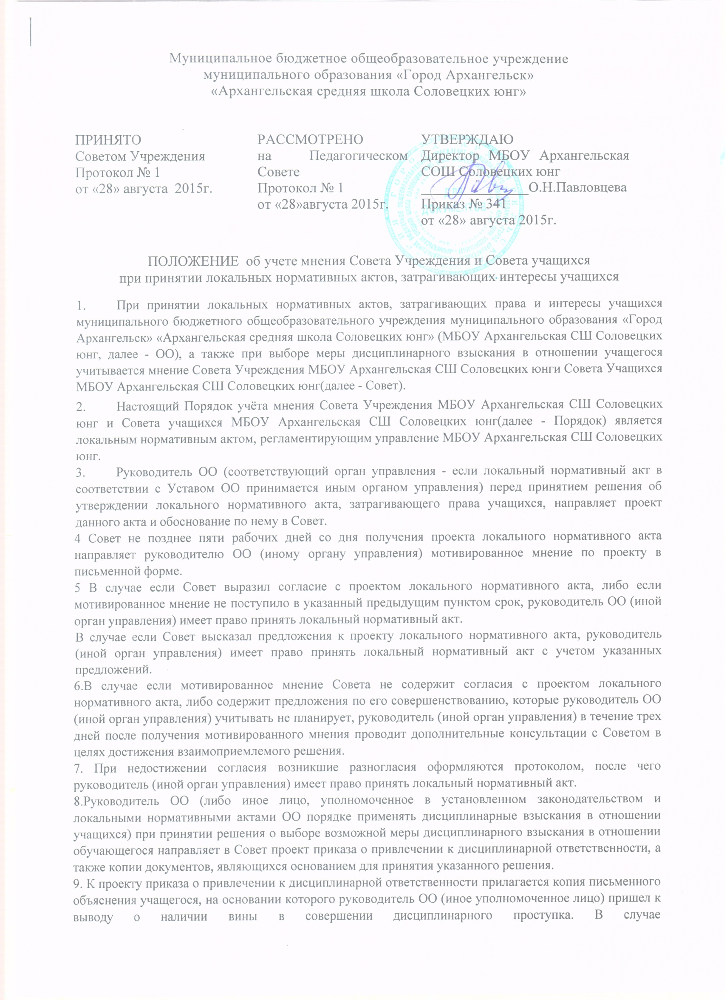 Муниципальное бюджетное общеобразовательное учреждение
муниципального образования «Город Архангельск»
«Архангельская средняя школа Соловецких юнг»
ПРИНЯТО
Советом Учреждения
Протокол № 1
от «28» августа 2015г.
РАССМОТРЕНО
на Педагогическом
Совете
Протокол № 1
от «28»августа 2015г.
УТВЕРЖДАЮ
Директор МБОУ Архангельская
СОШ Соловецких юнг
_______________О.Н.Павловцева
Приказ № 341
от «28» августа 2015г.
ДЛЯ
ДОКУМЕНТОВ
ПОЛОЖЕНИЕ об учете мнения Совета Учреждения и Совета учащихся
при принятии локальных нормативных актов, затрагивающих интересы учащихся
1. При принятии локальных нормативных актов, затрагивающих права и интересы учащихся
муниципального бюджетного общеобразовательного учреждения муниципального образования «Город
Архангельск» «Архангельская средняя школа Соловецких юнг» (МБОУ Архангельская СШ Соловецких
юнг, далее - ОО), а также при выборе меры дисциплинарного взыскания в отношении учащегося
учитывается мнение Совета Учреждения МБОУ Архангельская СШ Соловецких юнги Совета Учащихся
МБОУ Архангельская СШ Соловецких юнг(далее - Совет).
2. Настоящий Порядок учёта мнения Совета Учреждения МБОУ Архангельская СШ Соловецких
юнг и Совета учащихся МБОУ Архангельская СШ Соловецких юнг(далее - Порядок) является
локальным нормативным актом, регламентирующим управление МБОУ Архангельская СШ Соловецких
юнг.
3. Руководитель ОО (соответствующий орган управления - если локальный нормативный акт в
соответствии с Уставом ОО принимается иным органом управления) перед принятием решения об
утверждении локального нормативного акта, затрагивающего права учащихся, направляет проект
данного акта и обоснование по нему в Совет.
4 Совет не позднее пяти рабочих дней со дня получения проекта локального нормативного акта
направляет руководителю ОО (иному органу управления) мотивированное мнение по проекту в
письменной форме.
5 В случае если Совет выразил согласие с проектом локального нормативного акта, либо если
мотивированное мнение не поступило в указанный предыдущим пунктом срок, руководитель ОО (иной
орган управления) имеет право принять локальный нормативный акт.
В случае если Совет высказал предложения к проекту локального нормативного акта, руководитель
(иной орган управления) имеет право принять локальный нормативный акт с учетом указанных
предложений.
6.В случае если мотивированное мнение Совета не содержит согласия с проектом локального
нормативного акта, либо содержит предложения по его совершенствованию, которые руководитель ОО
(иной орган управления) учитывать не планирует, руководитель (иной орган управления) в течение трех
дней после получения мотивированного мнения проводит дополнительные консультации с Советом в
целях достижения взаимоприемлемого решения.
7. При недостижении согласия возникшие разногласия оформляются протоколом, после чего
руководитель (иной орган управления) имеет право принять локальный нормативный акт.
8.Руководитель ОО (либо иное лицо, уполномоченное в установленном законодательством и
локальными нормативными актами ОО порядке применять дисциплинарные взыскания в отношении
учащихся) при принятии решения о выборе возможной меры дисциплинарного взыскания в отношении
обучающегося направляет в Совет проект приказа о привлечении к дисциплинарной ответственности, а
также копии документов, являющихся основанием для принятия указанного решения.
9. К проекту приказа о привлечении к дисциплинарной ответственности прилагается копия письменного
объяснения учащегося, на основании которого руководитель ОО (иное уполномоченное лицо) пришел к
выводу о наличии вины в совершении дисциплинарного проступка. В случае